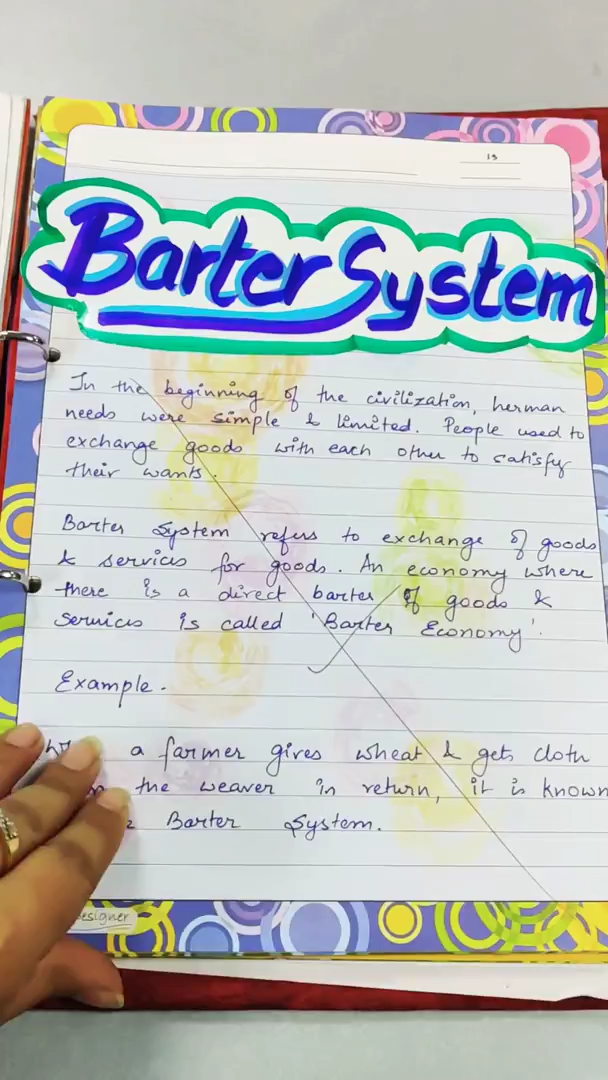 13
Barter System
In the beginning of the civilization, herman
needs were simple & limited. People used to
exchange goods with each other to satisfy
their wants.
Barter System refers to exchange of goods
& services for goods. An economy where
there is a direct barter of goods &
services is called 'Barter Economy'.
Example.
a farmer gives wheat & gets cloth
the weaver in return, it is known
Barter System.
Designer